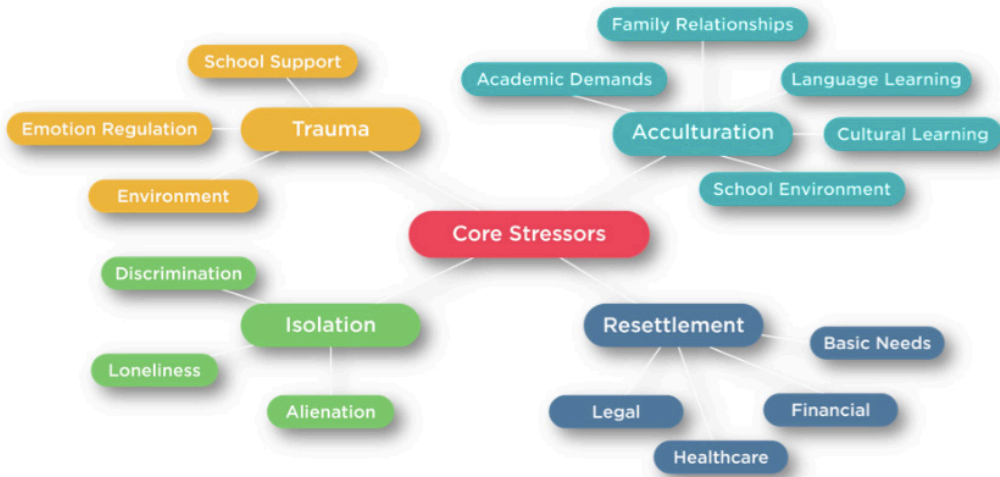 Family Relationships
School Support
Academic Demands
Language Learning
Emotion Regulation
Trauma
Acculturation
Cultural Learning
Environment
School Environment
Core Stressors
Discrimination
Isolation
Resettlement
Basic Needs
Loneliness
Alienation
Legal
Financial
Healthcare